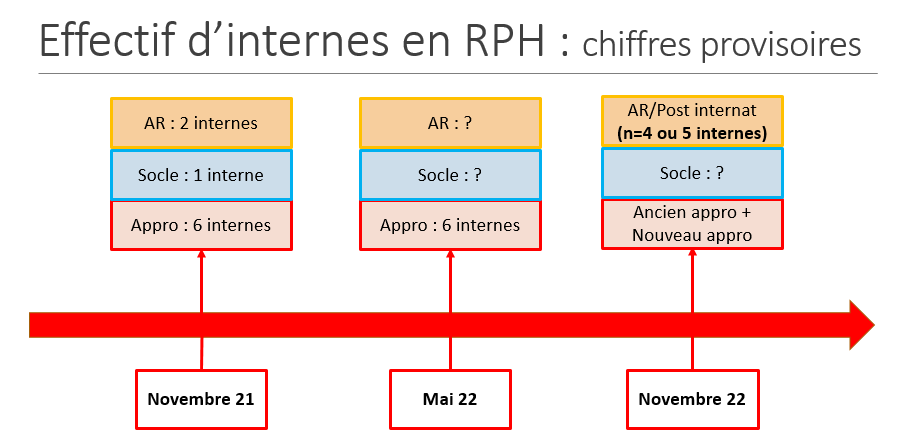 Effectif d’internes en RPH : chiffres provisoires
AR : 2 internes
Socle : 1 interne
Appro : 6 internes
AR : ?
Socle : ?
Appro : 6 internes
AR/Post internat
(n=4 ou 5 internes)
Socle : ?
Ancien appro +
Nouveau appro
Novembre 21
Mai 22
Novembre 22